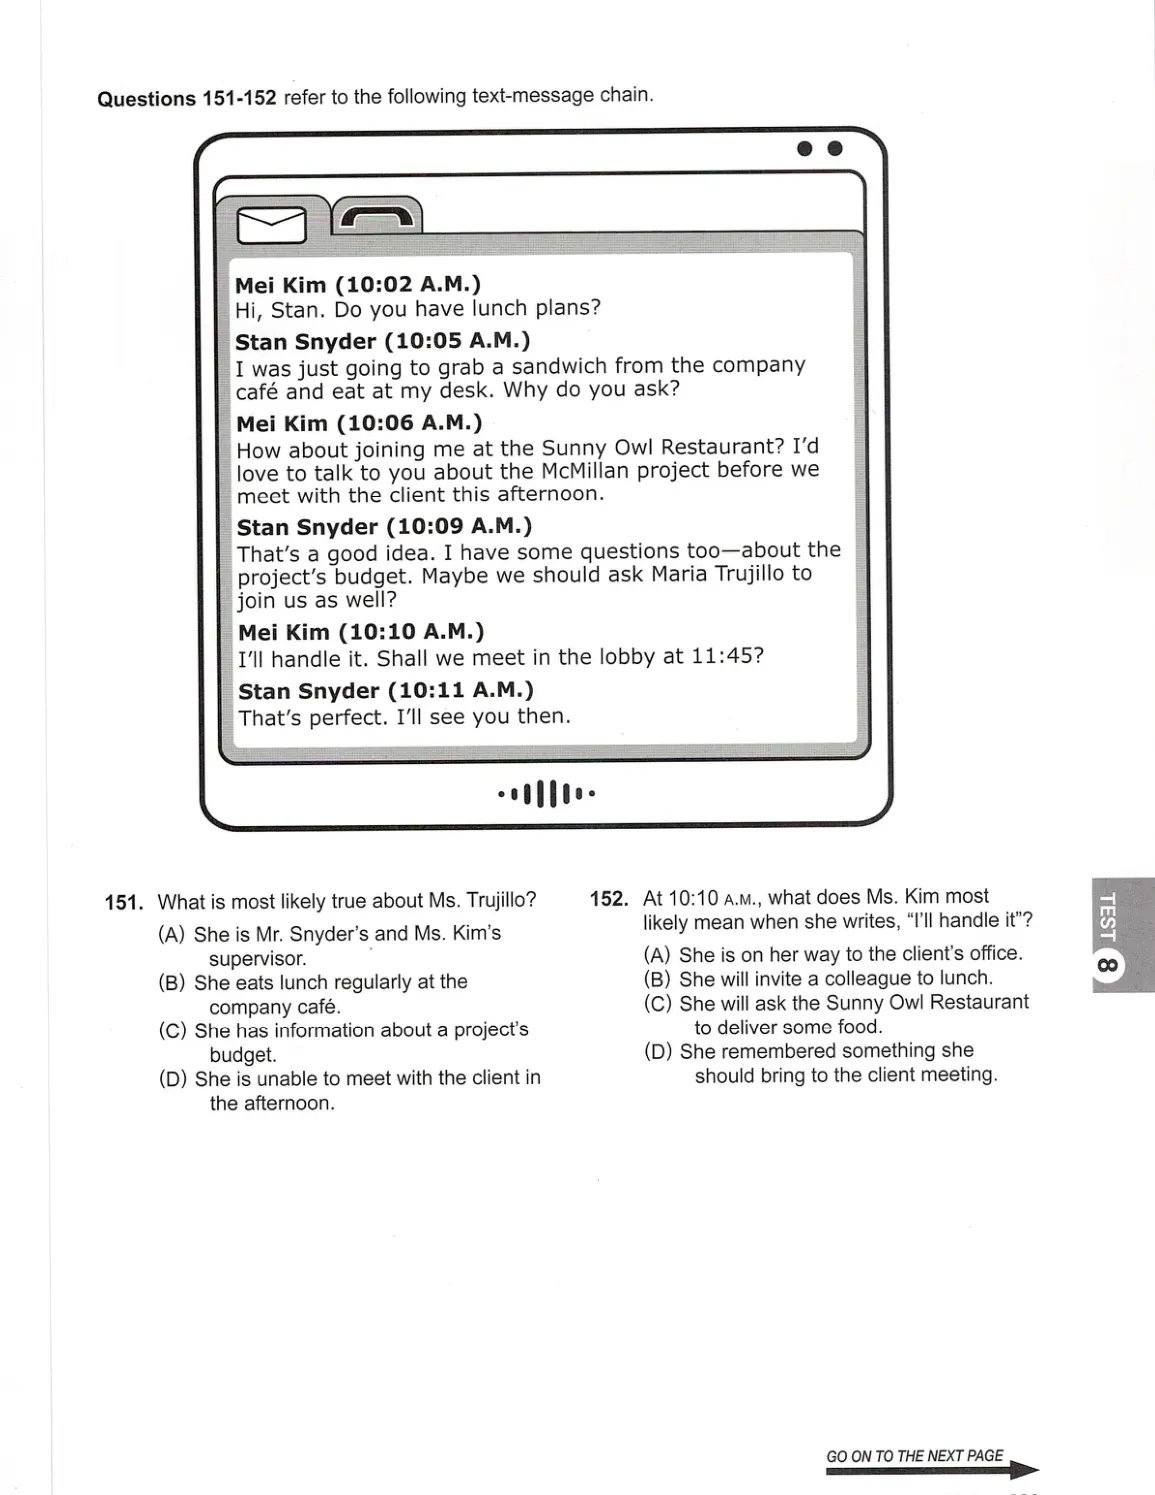 Questions 151-152 refer to the following text-message chain.
Mei Kim (10:02 A.M.)
Hi, Stan. Do you have lunch plans?
Stan Snyder (10:05 A.M.)
I was just going to grab a sandwich from the company
café and eat at my desk. Why do you ask?
Mei Kim (10:06 A.M.)
How about joining me at the Sunny Owl Restaurant? I'd
love to talk to you about the McMillan project before we
meet with the client this afternoon.
Stan Snyder (10:09 A.M.)
That's a good idea. I have some questions too—about the
project's budget. Maybe we should ask Maria Trujillo to
join us as well?
Mei Kim (10:10 A.M.)
I'll handle it. Shall we meet in the lobby at 11:45?
Stan Snyder (10:11 A.M.)
That's perfect. I'll see you then.
151. What is most likely true about Ms. Trujillo?
(A) She is Mr. Snyder's and Ms. Kim's
supervisor.
(B) She eats lunch regularly at the
company café.
(C) She has information about a project's
budget.
(D) She is unable to meet with the client in
the afternoon.
152. At 10:10 A.M., what does Ms. Kim most
likely mean when she writes, “I'll handle it”?
(A) She is on her way to the client's office.
(B) She will invite a colleague to lunch.
(C) She will ask the Sunny Owl Restaurant
to deliver some food.
(D) She remembered something she
should bring to the client meeting.
TEST 8
GO ON TO THE NEXT PAGE